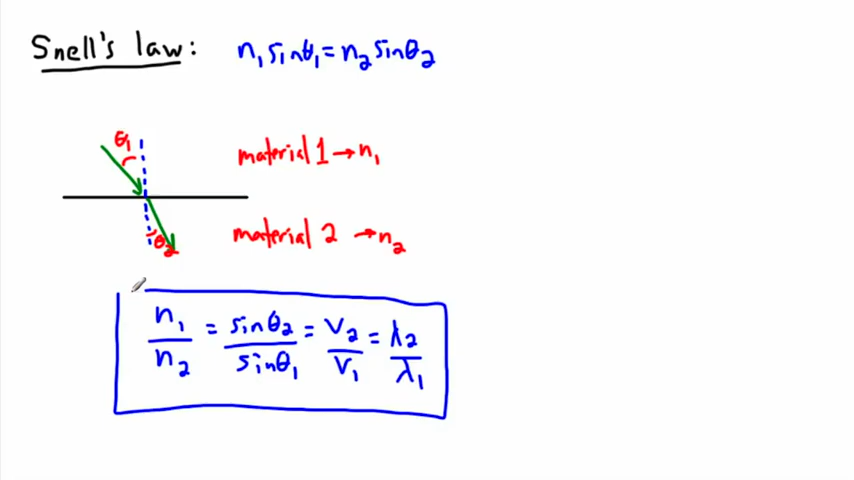 Snell's law: n₁sinθ₁=n₂sinθ₂
θ₁
material 1→n₁
θ₂
material 2 →n₂
n₁/n₂ = sinθ₂/sinθ₁ = v₂/v₁ = λ₂/λ₁